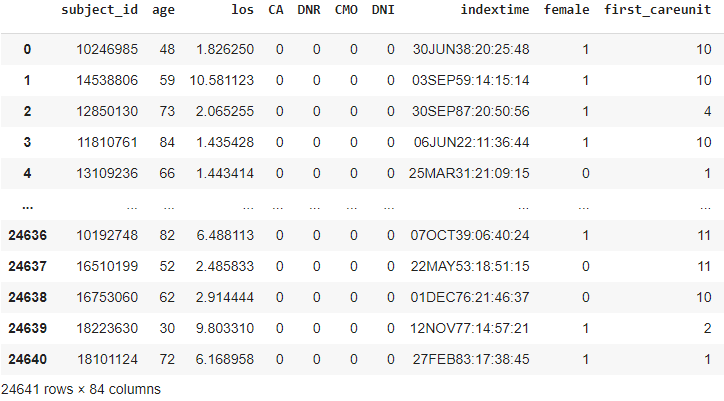 subject_id age los CA DNR CMO DNI indextime female first_careunit
0 10246985 48 1.826250 0 0 0 0 30JUN38:20:25:48 1 10
1 14538806 59 10.581123 0 0 0 0 03SEP59:14:15:14 1 10
2 12850130 73 2.065255 0 0 0 0 30SEP87:20:50:56 1 4
3 11810761 84 1.435428 0 0 0 0 06JUN22:11:36:44 1 10
4 13109236 66 1.443414 0 0 0 0 25MAR31:21:09:15 0 1
... ... ... ... ... ... ... ... ... ... ...
24636 10192748 82 6.488113 0 0 0 0 07OCT39:06:40:24 1 11
24637 16510199 52 2.485833 0 0 0 0 22MAY53:18:51:15 0 11
24638 16753060 62 2.914444 0 0 0 0 01DEC76:21:46:37 0 10
24639 18223630 30 9.803310 0 0 0 0 12NOV77:14:57:21 1 2
24640 18101124 72 6.168958 0 0 0 0 27FEB83:17:38:45 1 1
24641 rows × 84 columns